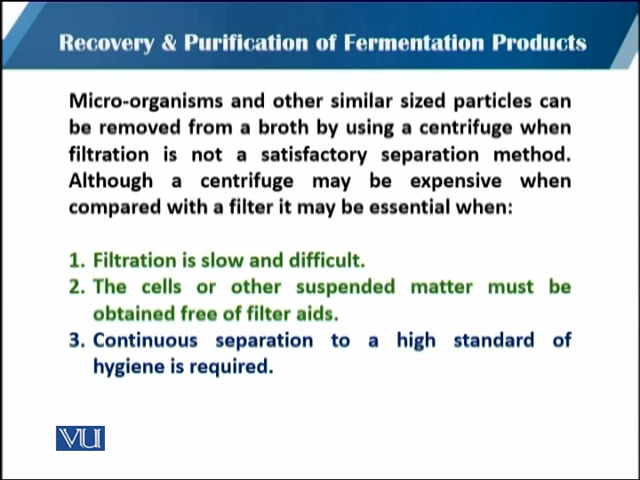 Recovery & Purification of Fermentation Products
Micro-organisms and other similar sized particles can
be removed from a broth by using a centrifuge when
filtration is not a satisfactory separation method.
Although a centrifuge may be expensive when
compared with a filter it may be essential when:
1. Filtration is slow and difficult.
2. The cells or other suspended matter must be
obtained free of filter aids.
3. Continuous separation to a high standard of
hygiene is required.
VU